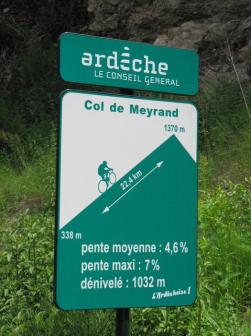 ardèche
LE CONSEIL GENERAL
Col de Meyrand
1370 m
22.4 km
338 m
pente moyenne : 4,6%
pente maxi : 7%
dénivelé : 1032 m
L'Ardéchoise !